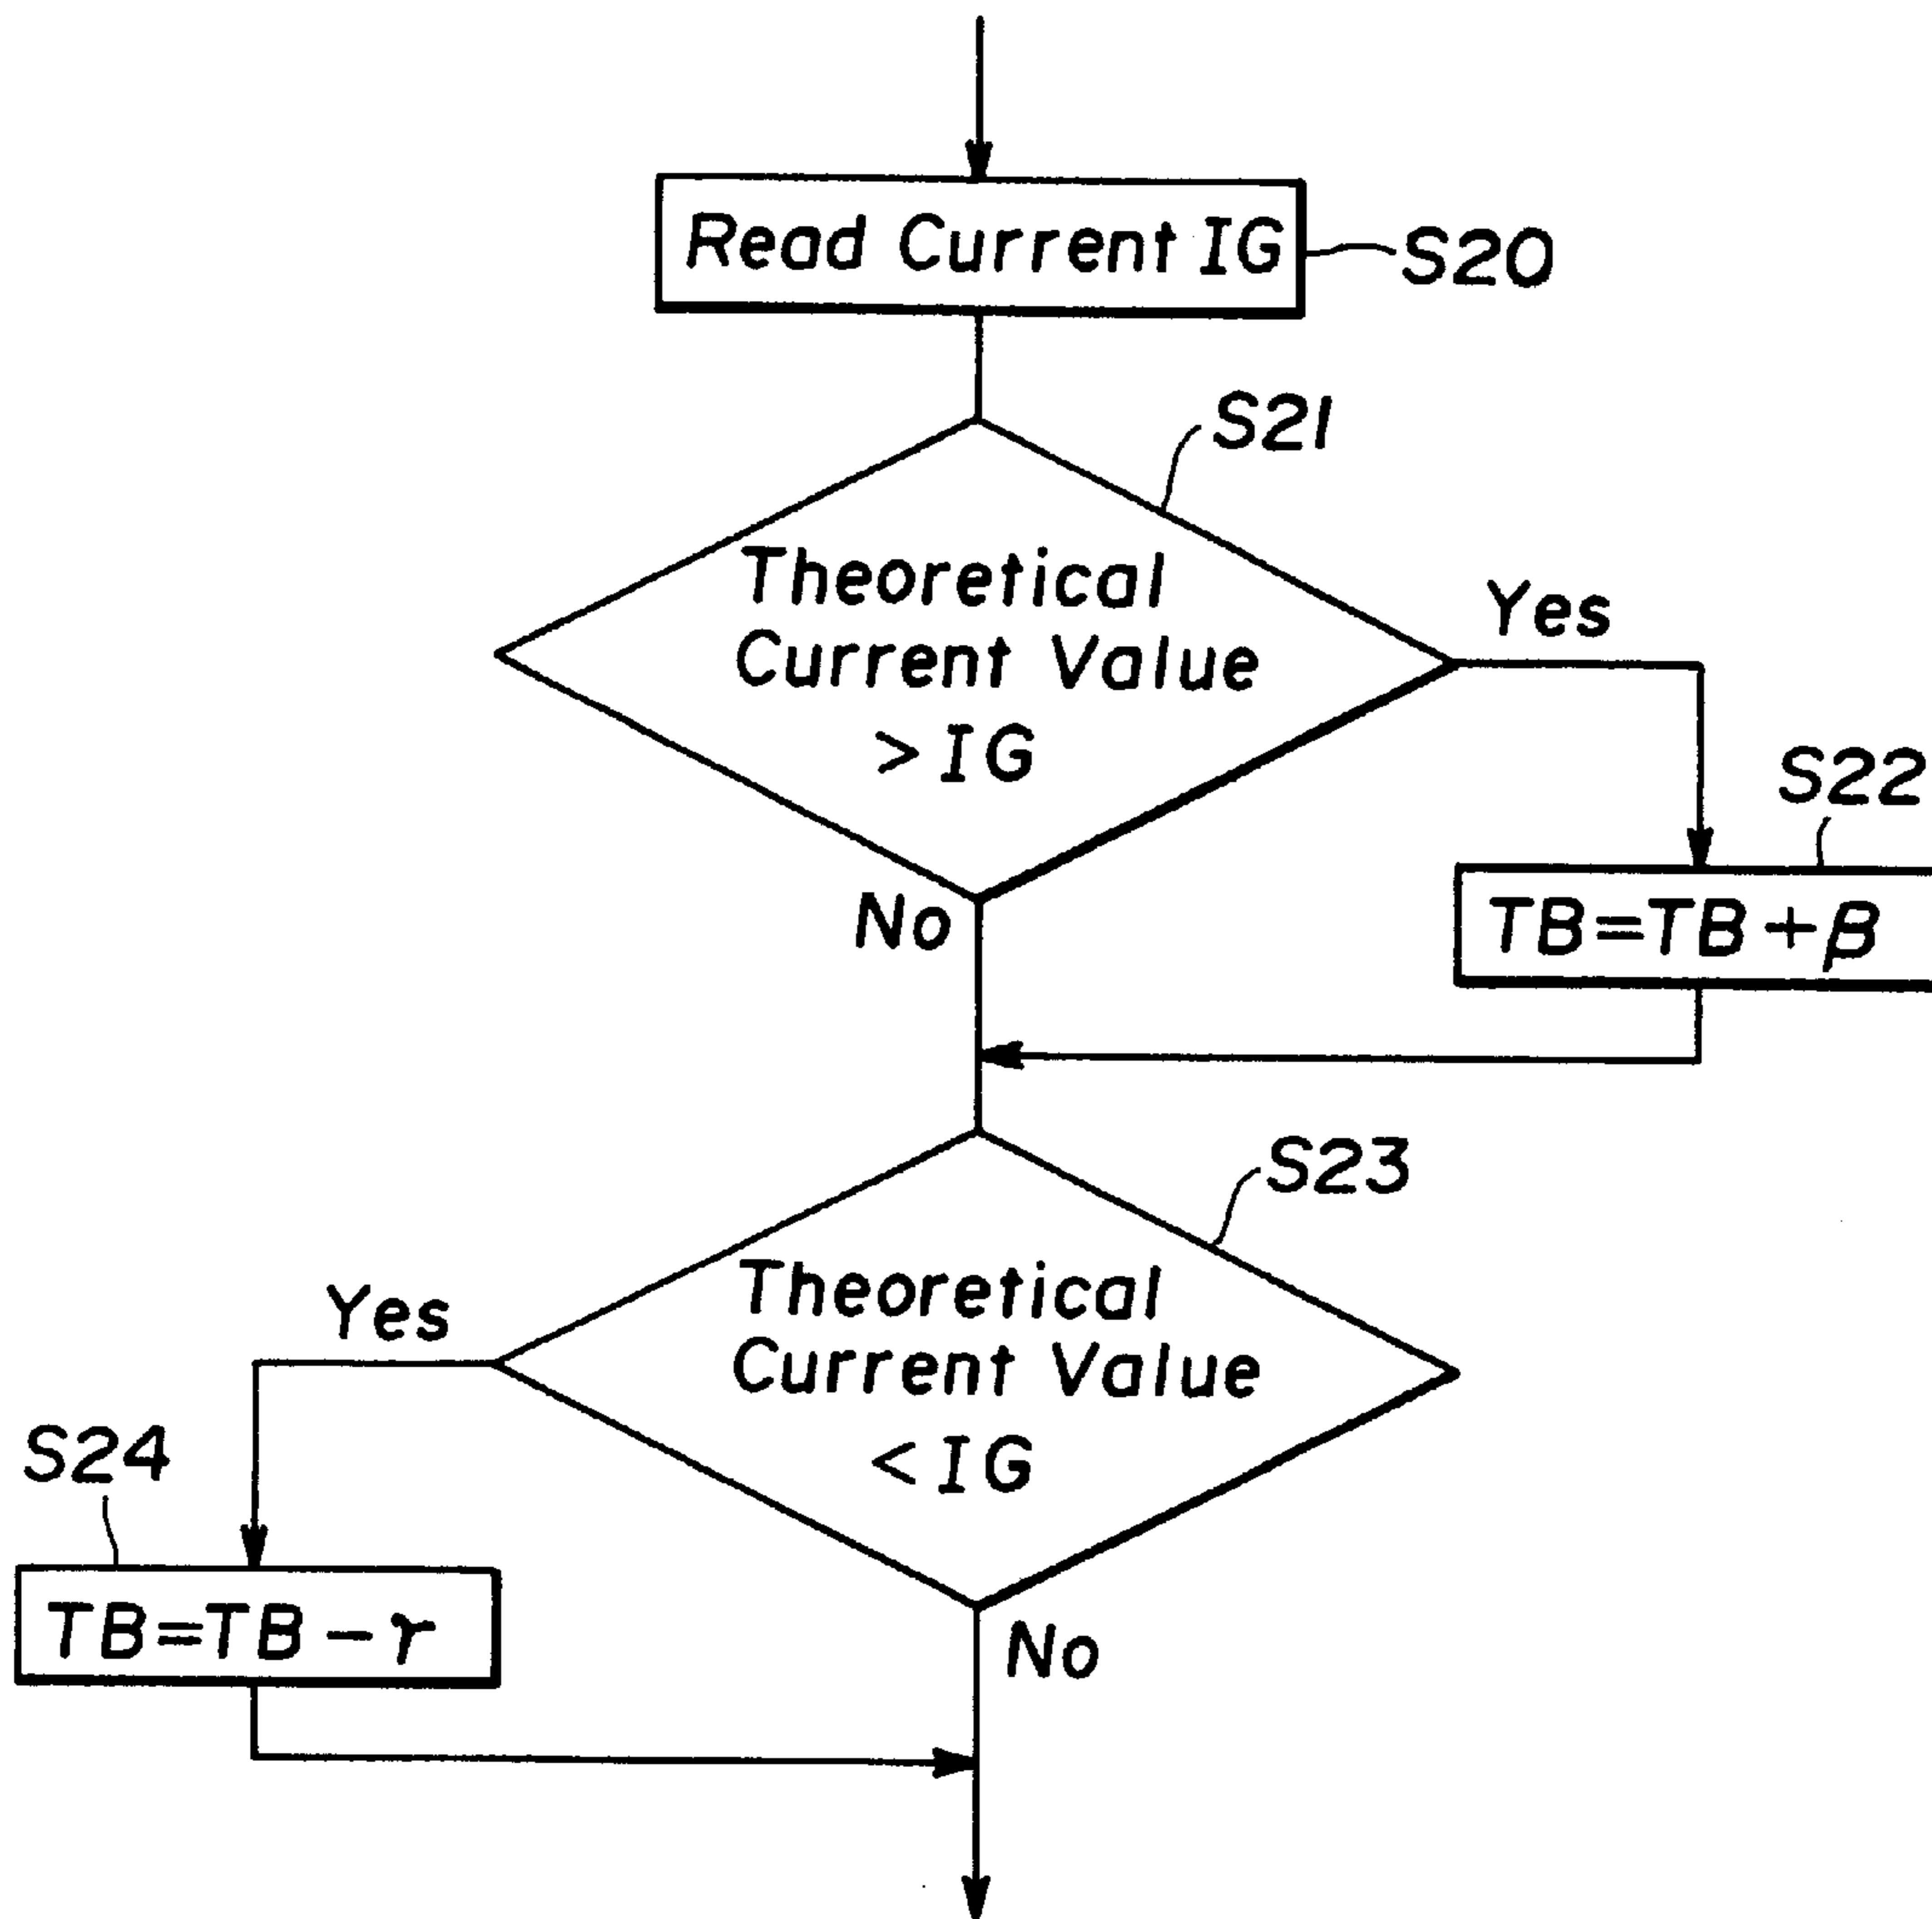 Read Current IG
S20
S21
Theoretical
Current Value
> IG
Yes
S22
TB=TB+β
No
S23
Theoretical
Current Value
< IG
Yes
S24
TB=TB-γ
No